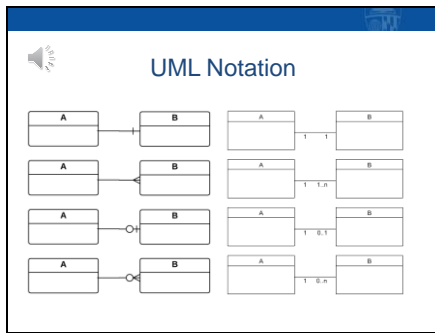 UML Notation
A B A B
1 1
A B A B
1 1..n
A B A B
1 0..1
A B A B
1 0..n